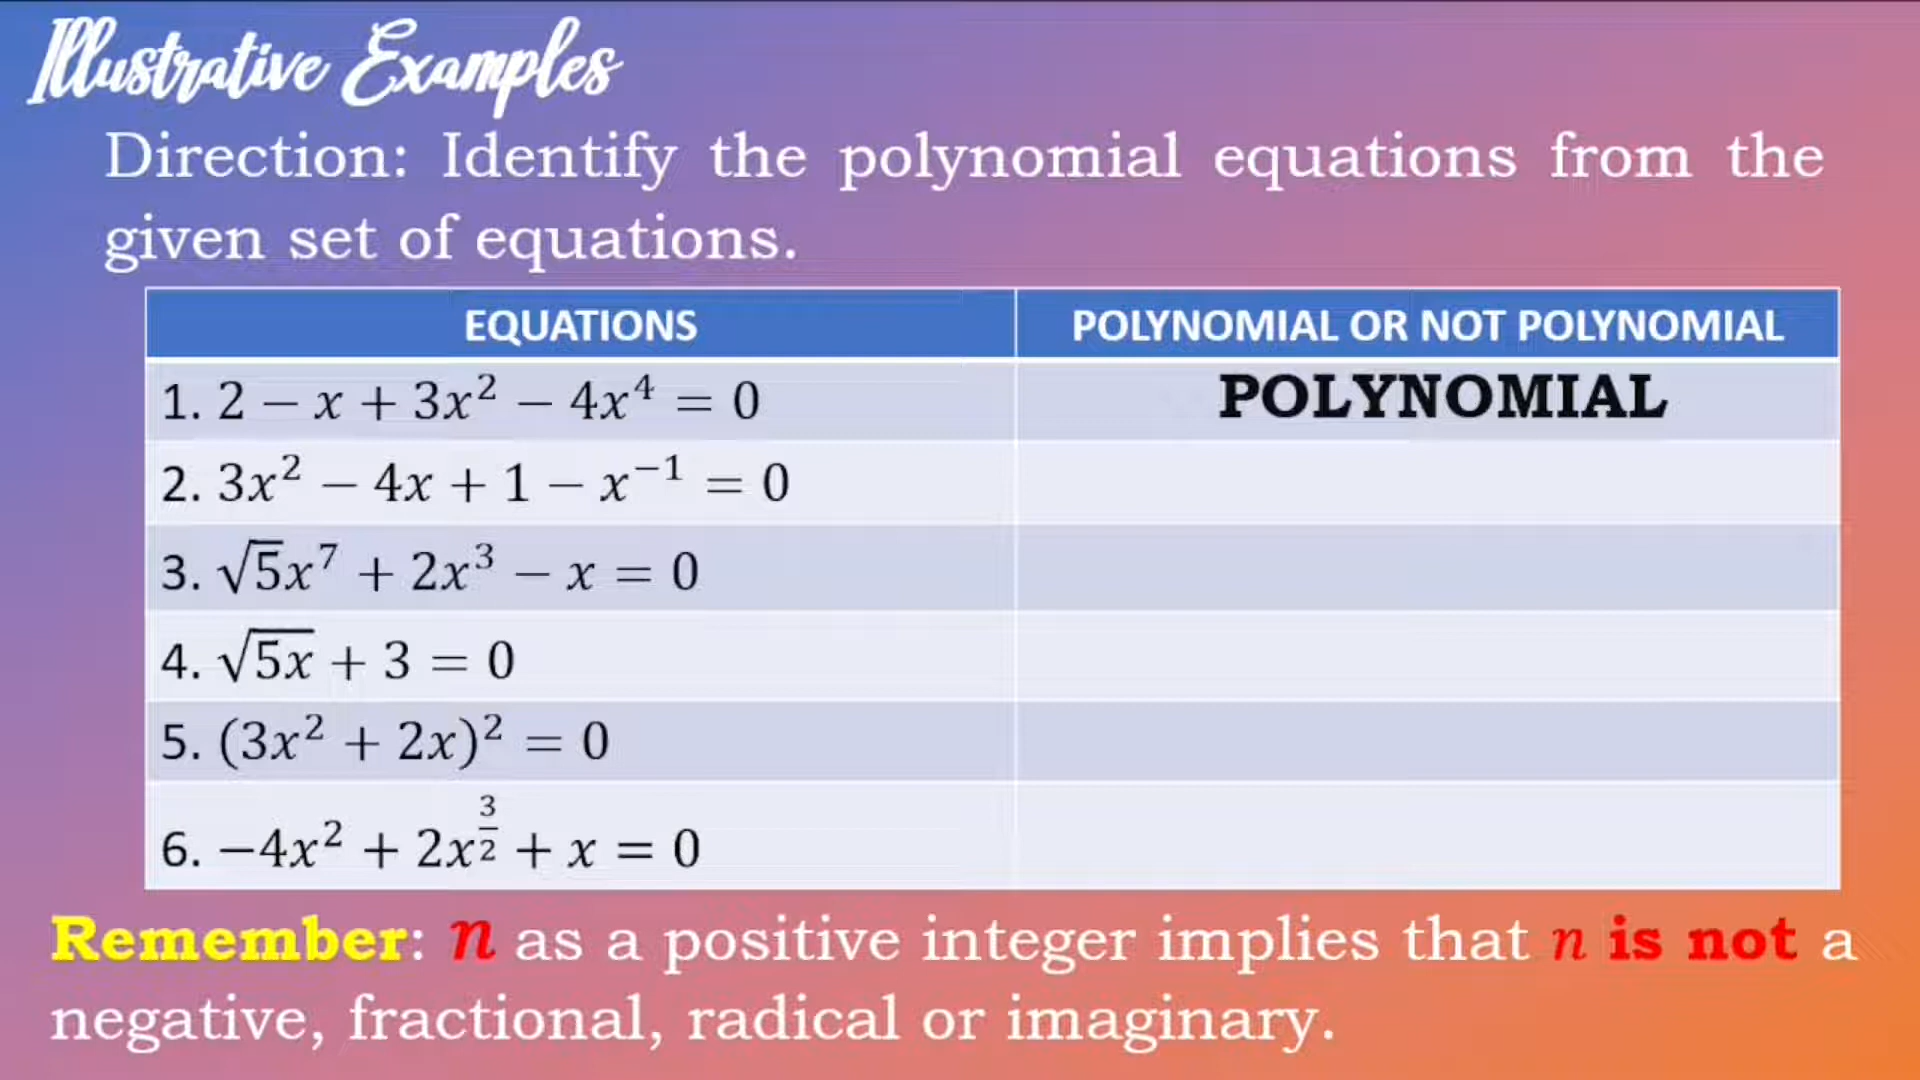 Illustrative Examples
Direction: Identify the polynomial equations from the
given set of equations.
EQUATIONS POLYNOMIAL OR NOT POLYNOMIAL
1. 2 − x + 3x² − 4x⁴ = 0 POLYNOMIAL
2. 3x² − 4x + 1 − x⁻¹ = 0
3. √5x⁷ + 2x³ − x = 0
4. √(5x) + 3 = 0
5. (3x² + 2x)² = 0
6. −4x² + 2x^(3/2) + x = 0
Remember: n as a positive integer implies that n is not a
negative, fractional, radical or imaginary.